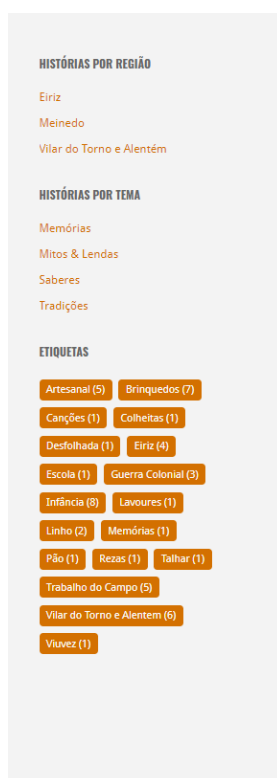 HISTÓRIAS POR REGIÃO
Eiriz
Meinedo
Vilar do Torno e Alentém
HISTÓRIAS POR TEMA
Memórias
Mitos & Lendas
Saberes
Tradições
ETIQUETAS
Artesanal (5) Brinquedos (7)
Canções (1) Colheitas (1)
Desfolhada (1) Eiriz (4)
Escola (1) Guerra Colonial (3)
Infância (8) Lavoures (1)
Linho (2) Memórias (1)
Pão (1) Rezas (1) Talhar (1)
Trabalho do Campo (5)
Vilar do Torno e Alentem (6)
Viuvez (1)